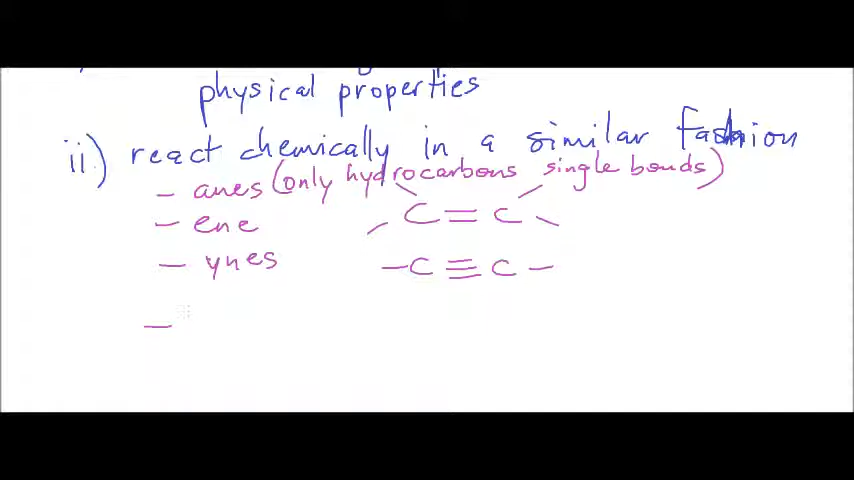 physical properties
ii) react chemically in a similar fashion
– anes (only hydrocarbons single bonds)
– ene C = C
– ynes – C ≡ C –
–